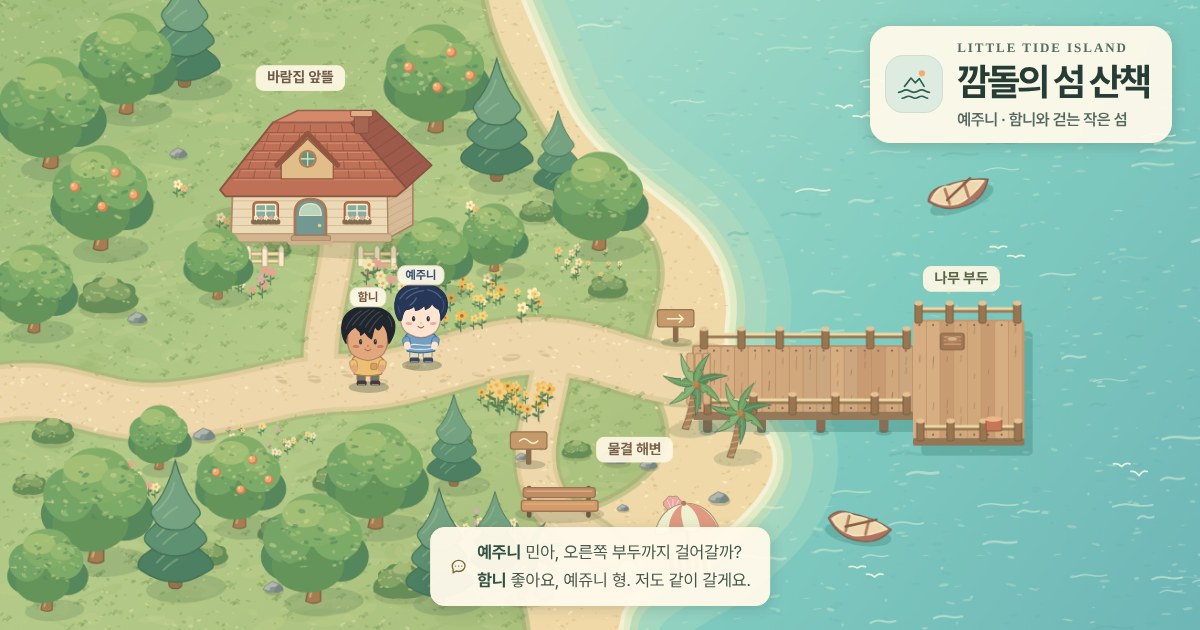 LITTLE TIDE ISLAND
깜돌의 섬 산책
예주니 · 함니와 걷는 작은 섬
바람집 앞뜰
예주니
함니
나무 부두
물결 해변
예주니 민아, 오른쪽 부두까지 걸어갈까?
함니 좋아요, 예쥬니 형. 저도 같이 갈게요.